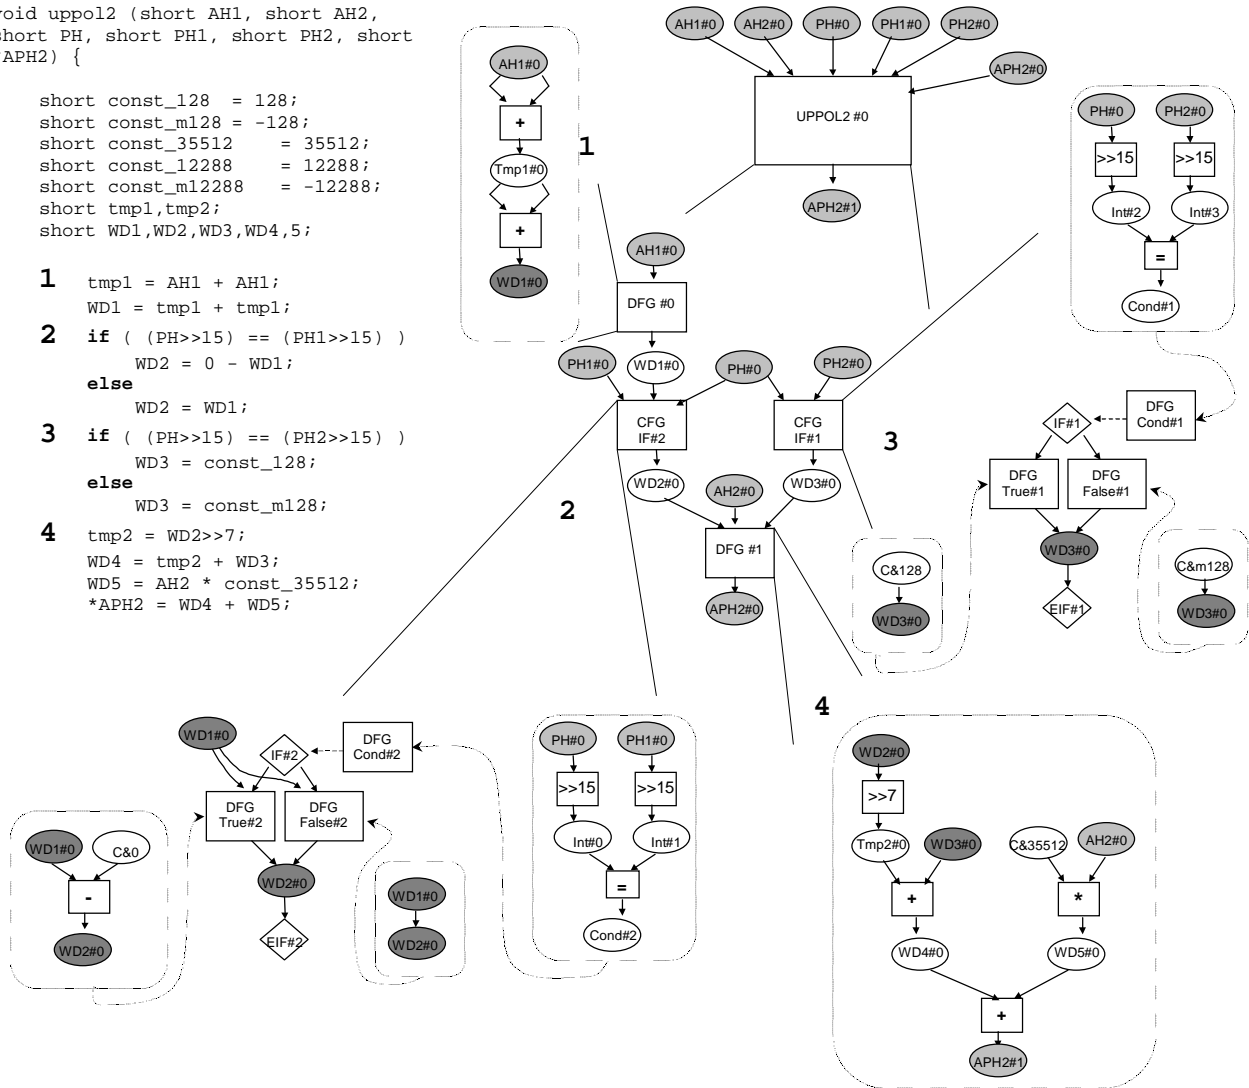 void uppol2 (short AH1, short AH2,
short PH, short PH1, short PH2, short
*APH2) {
short const_128 = 128;
short const_m128 = -128;
short const_35512 = 35512;
short const_12288 = 12288;
short const_m12288 = -12288;
short tmp1,tmp2;
short WD1,WD2,WD3,WD4,5;
1 tmp1 = AH1 + AH1;
WD1 = tmp1 + tmp1;
2 if ( (PH>>15) == (PH1>>15) )
WD2 = 0 - WD1;
else
WD2 = WD1;
3 if ( (PH>>15) == (PH2>>15) )
WD3 = const_128;
else
WD3 = const_m128;
4 tmp2 = WD2>>7;
WD4 = tmp2 + WD3;
WD5 = AH2 * const_35512;
*APH2 = WD4 + WD5;
AH1#0
+
Tmp1#0
+
WD1#0
1
AH1#0 AH2#0 PH#0 PH1#0 PH2#0
APH2#0
UPPOL2 #0
APH2#1
AH1#0
DFG #0
PH1#0 WD1#0 PH#0 PH2#0
CFG
IF#2
CFG
IF#1
WD2#0 AH2#0 WD3#0
DFG #1
APH2#0
2
3
PH#0 PH2#0
>>15 >>15
Int#2 Int#3
=
Cond#1
IF#1
DFG
Cond#1
DFG
True#1
DFG
False#1
WD3#0
EIF#1
C&128
WD3#0
C&m128
WD3#0
WD1#0
IF#2
DFG
Cond#2
DFG
True#2
DFG
False#2
WD2#0
EIF#2
WD1#0 C&0
-
WD2#0
WD1#0
WD2#0
PH#0 PH1#0
>>15 >>15
Int#0 Int#1
=
Cond#2
4
WD2#0
>>7
Tmp2#0 WD3#0 C&35512 AH2#0
+ *
WD4#0 WD5#0
+
APH2#1